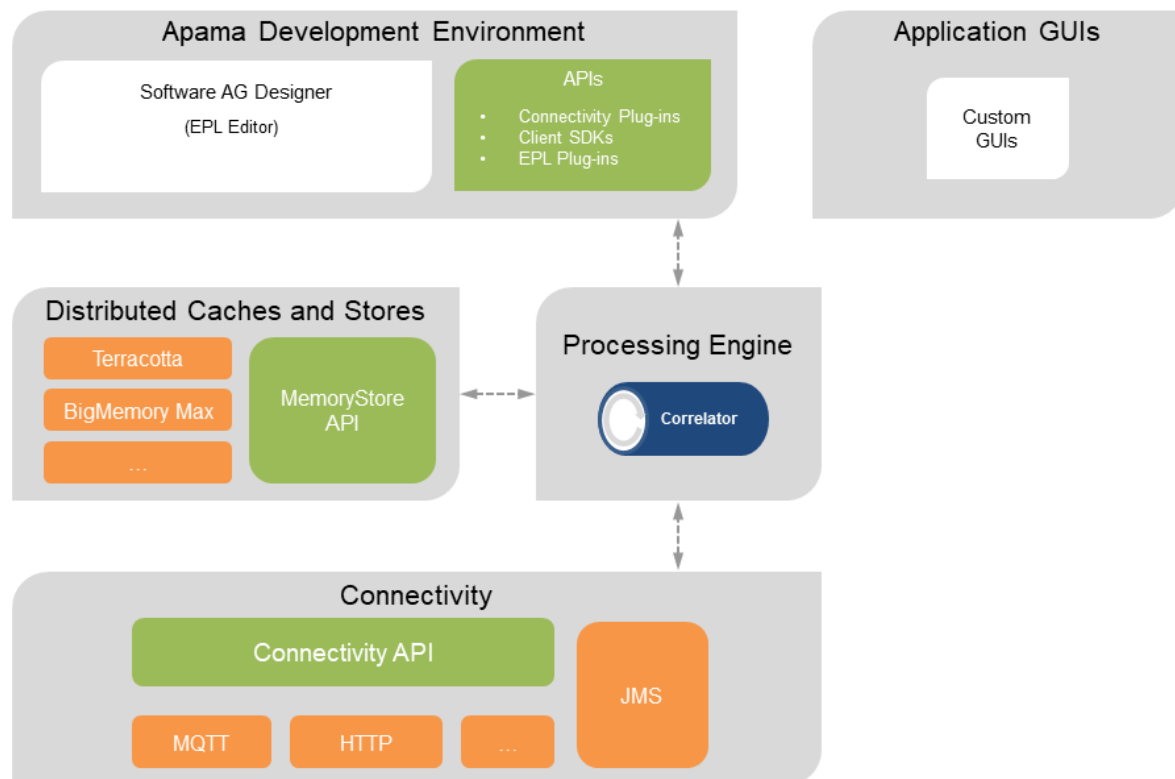 Apama Development Environment
Software AG Designer
(EPL Editor)
APIs
• Connectivity Plug-ins
• Client SDKs
• EPL Plug-ins
Application GUIs
Custom
GUIs
Distributed Caches and Stores
Terracotta
BigMemory Max
...
MemoryStore
API
Processing Engine
Correlator
Connectivity
Connectivity API
JMS
MQTT
HTTP
...